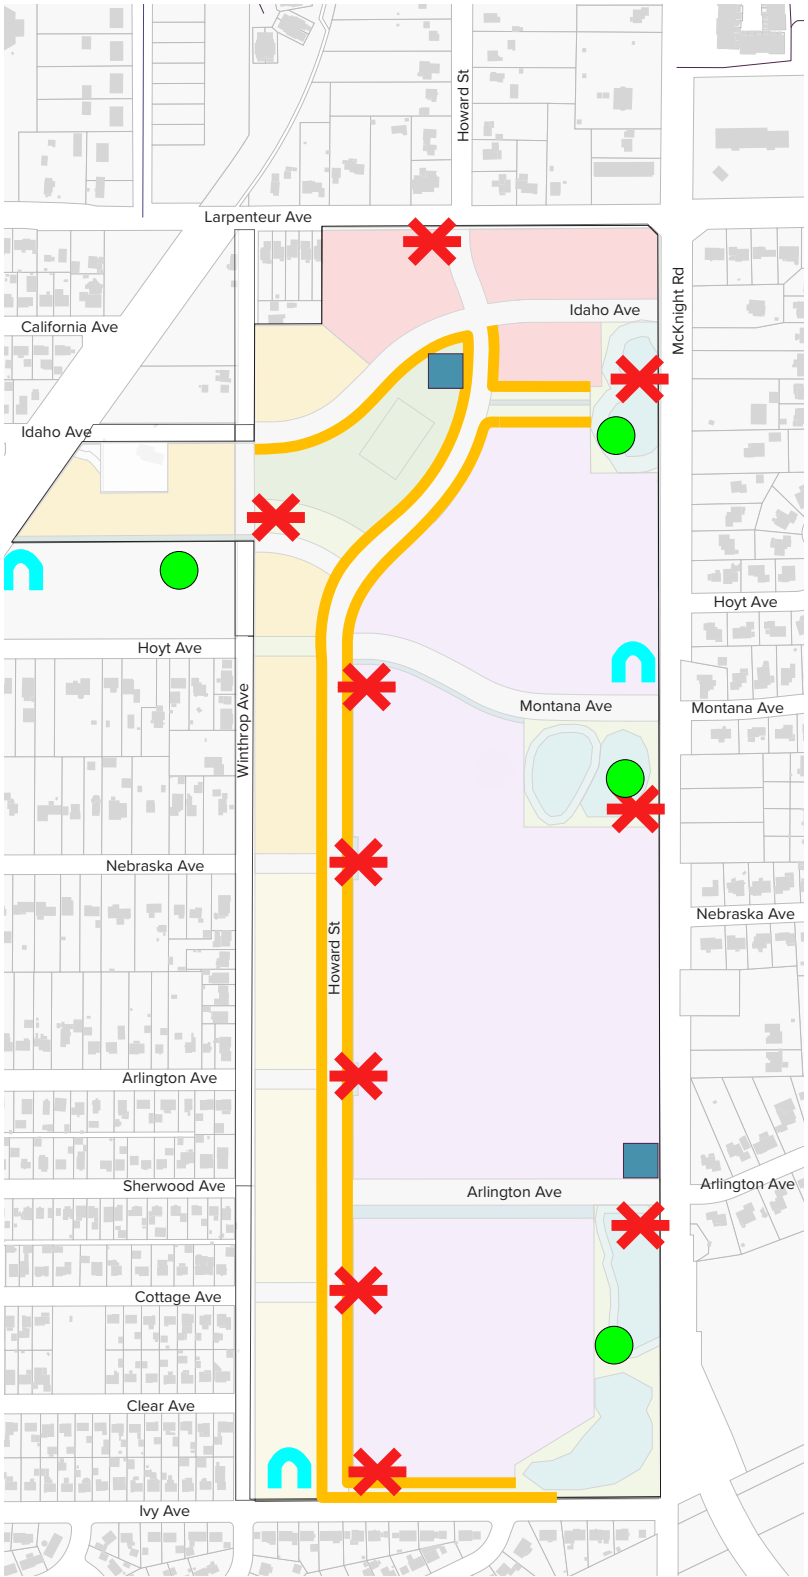 Howard St
Larpenteur Ave
McKnight Rd
Idaho Ave
California Ave
Idaho Ave
Hoyt Ave
Hoyt Ave
Winthrop Ave
Montana Ave
Montana Ave
Nebraska Ave
Nebraska Ave
Howard St
Arlington Ave
Sherwood Ave
Arlington Ave
Arlington Ave
Cottage Ave
Clear Ave
Ivy Ave